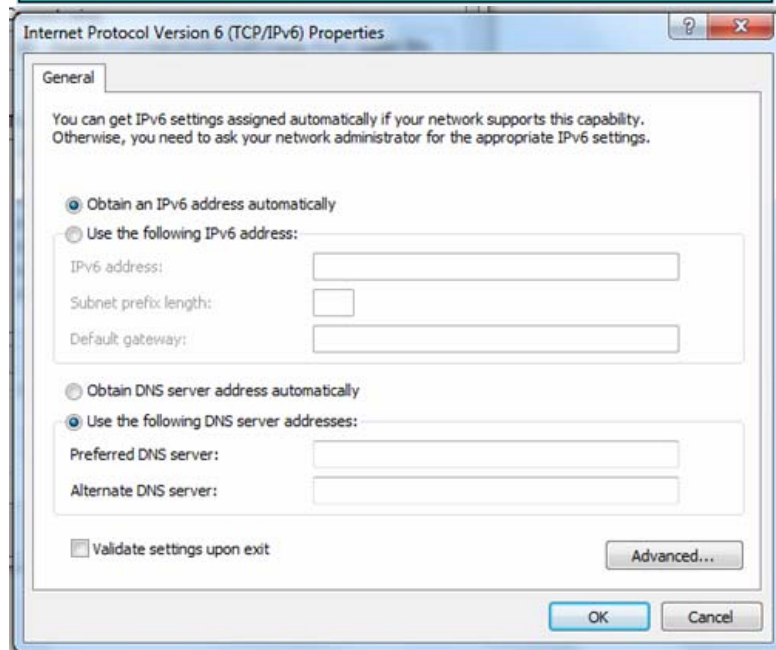 Internet Protocol Version 6 (TCP/IPv6) Properties
General
You can get IPv6 settings assigned automatically if your network supports this capability.
Otherwise, you need to ask your network administrator for the appropriate IPv6 settings.
Obtain an IPv6 address automatically
Use the following IPv6 address:
IPv6 address:
Subnet prefix length:
Default gateway:
Obtain DNS server address automatically
Use the following DNS server addresses:
Preferred DNS server:
Alternate DNS server:
Validate settings upon exit
Advanced...
OK Cancel